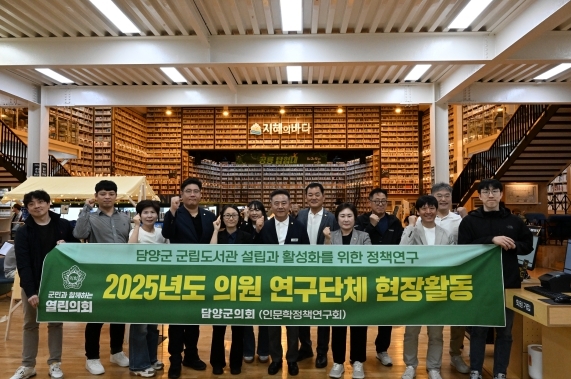 지혜의바다
담양군 군립도서관 설립과 활성화를 위한 정책연구
군민과 함께하는
열린의회
2025년도 의원 연구단체 현장활동
담양군의회 (인문학정책연구회)